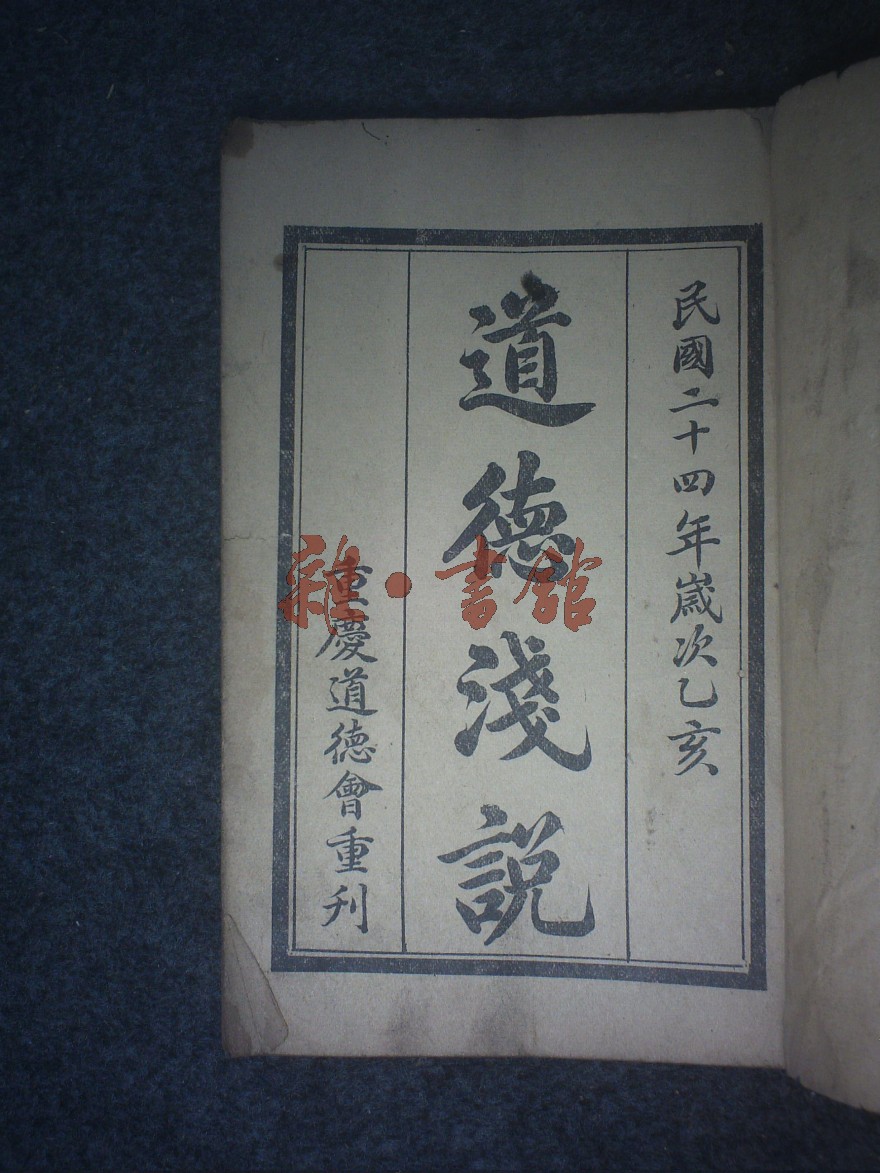 民國二十四年歲次乙亥
道德淺說
重慶道德會重刊
雜·書館